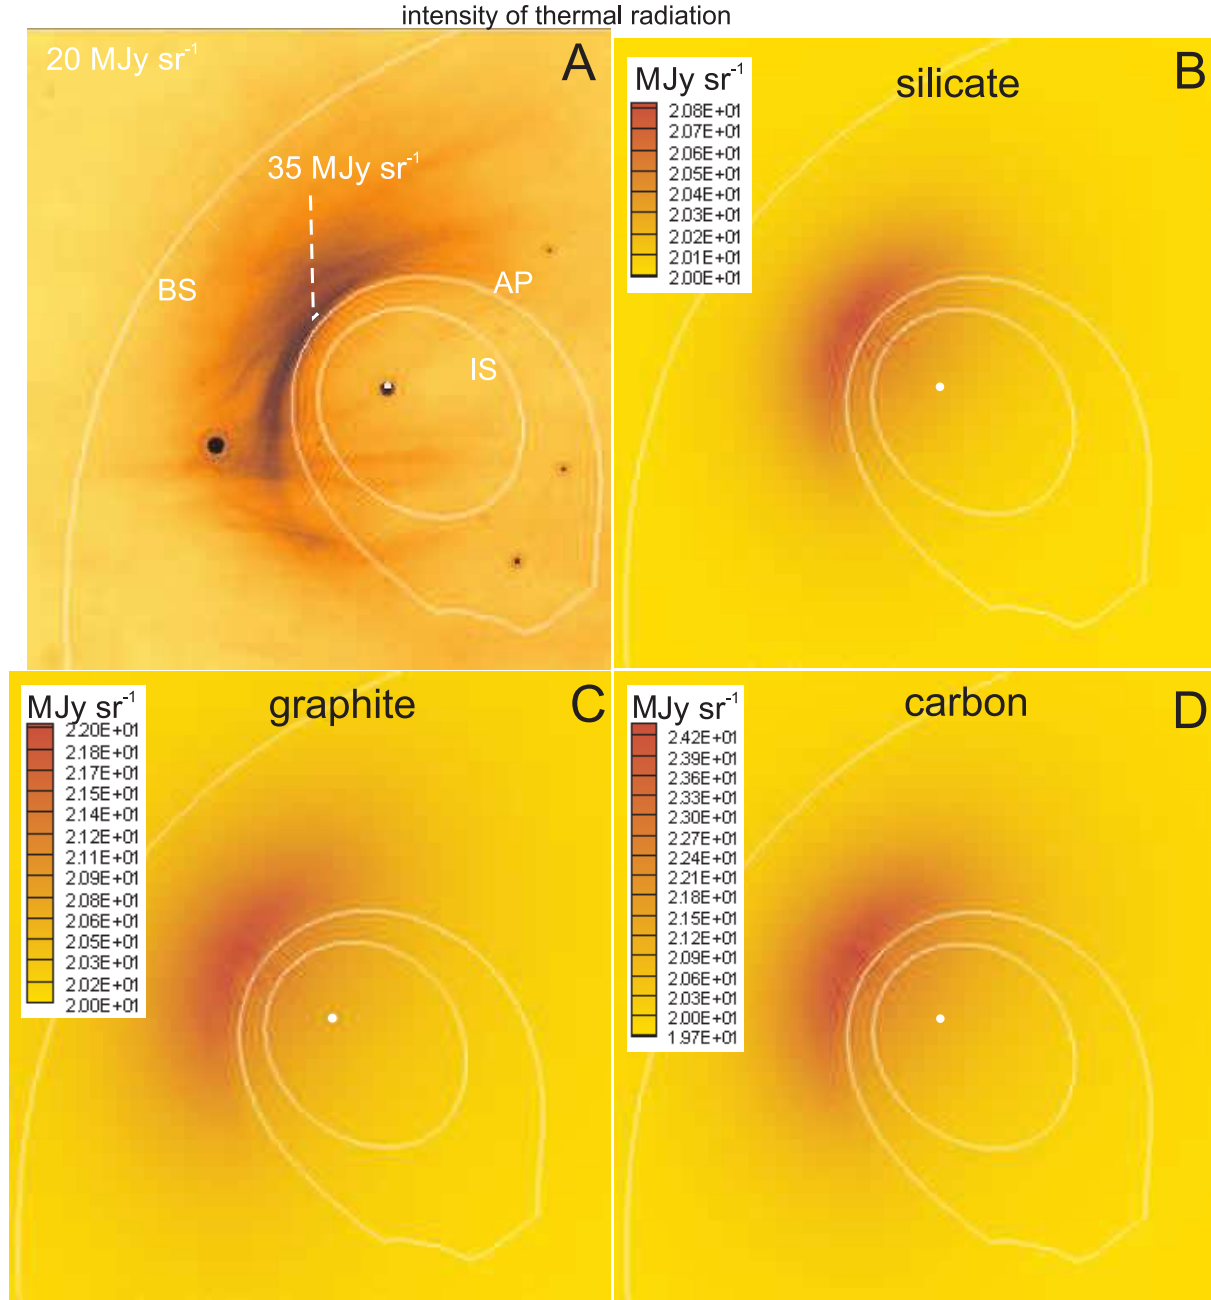 intensity of thermal radiation
A
20 MJy sr⁻¹
35 MJy sr⁻¹
BS
AP
IS
B
silicate
MJy sr⁻¹
2.08E+01
2.07E+01
2.06E+01
2.05E+01
2.04E+01
2.03E+01
2.02E+01
2.01E+01
2.00E+01
C
graphite
MJy sr⁻¹
2.20E+01
2.18E+01
2.17E+01
2.15E+01
2.14E+01
2.12E+01
2.11E+01
2.09E+01
2.08E+01
2.06E+01
2.05E+01
2.03E+01
2.02E+01
2.00E+01
D
carbon
MJy sr⁻¹
2.42E+01
2.39E+01
2.36E+01
2.33E+01
2.30E+01
2.27E+01
2.24E+01
2.21E+01
2.18E+01
2.15E+01
2.12E+01
2.09E+01
2.06E+01
2.03E+01
2.00E+01
1.97E+01